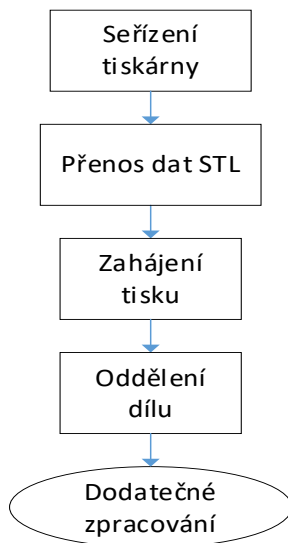 Seřízení
tiskárny
Přenos dat STL
Zahájení
tisku
Oddělení
dílu
Dodatečné
zpracování